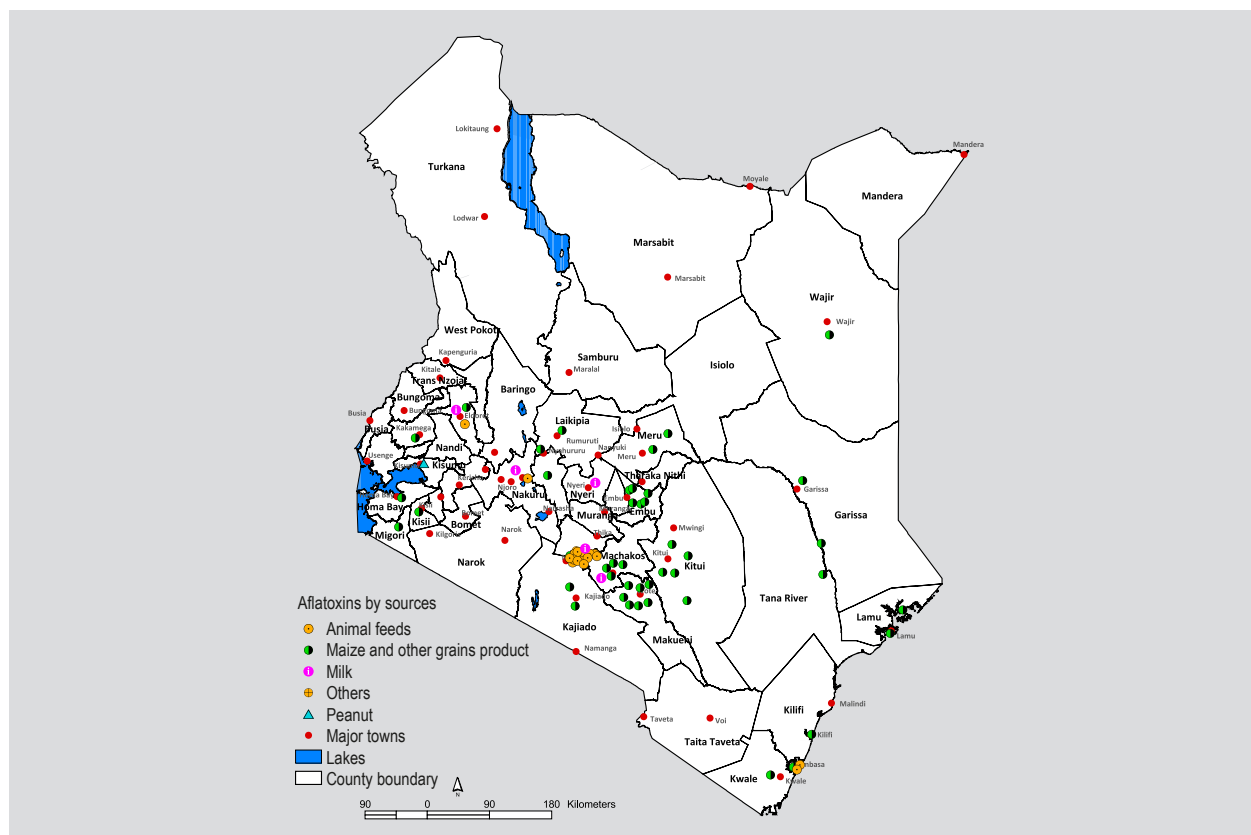 Lokitaung
Mandera
Turkana
Moyale
Mandera
Lodwar
Marsabit
Marsabit
Wajir
Wajir
West Pokot
Kapenguria
Samburu
Isiolo
Kitale
Maralal
Trans Nzoia
Baringo
Bungoma
Busia
Eldoret
Laikipia
Busia
Kakamega
Isiolo
Meru
Rumuruti
Nandi
Nanyuki
Meru
Usenge
Kisumu
Tharaka Nithi
Njoro
Nyeri
Garissa
Nakuru
Nyeri
Embu
Homa Bay
Kisii
Embu
Garissa
Bomet
Muranga
Migori
Narok
Mwingi
Kilgoris
Thika
Machakos
Kitui
Narok
Kitui
Tana River
Kajiado
Lamu
Aflatoxins by sources
Kajiado
Lamu
Animal feeds
Makueni
Maize and other grains product
Namanga
Milk
Others
Kilifi
Malindi
Peanut
Taveta
Voi
Major towns
Taita Taveta
Kilifi
Lakes
County boundary
Kwale
Kwale
N
90 0 90 180 Kilometers